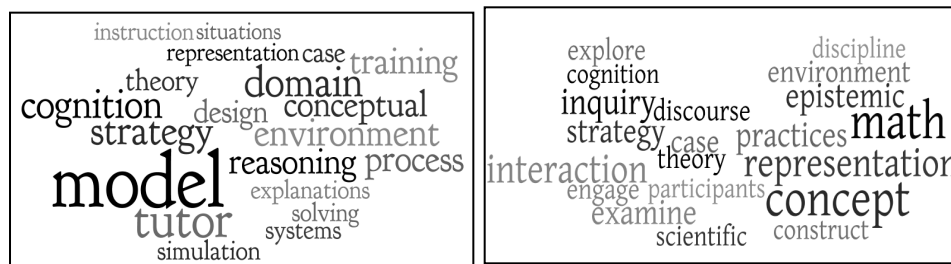 instruction situations
representation case training
theory domain
cognition design conceptual
strategy environment
model reasoning process
explanations
tutor solving
systems
simulation
explore discipline
cognition environment
inquiry discourse epistemic
strategy case practices math
theory representation
interaction
engage participants concept
examine
scientific construct